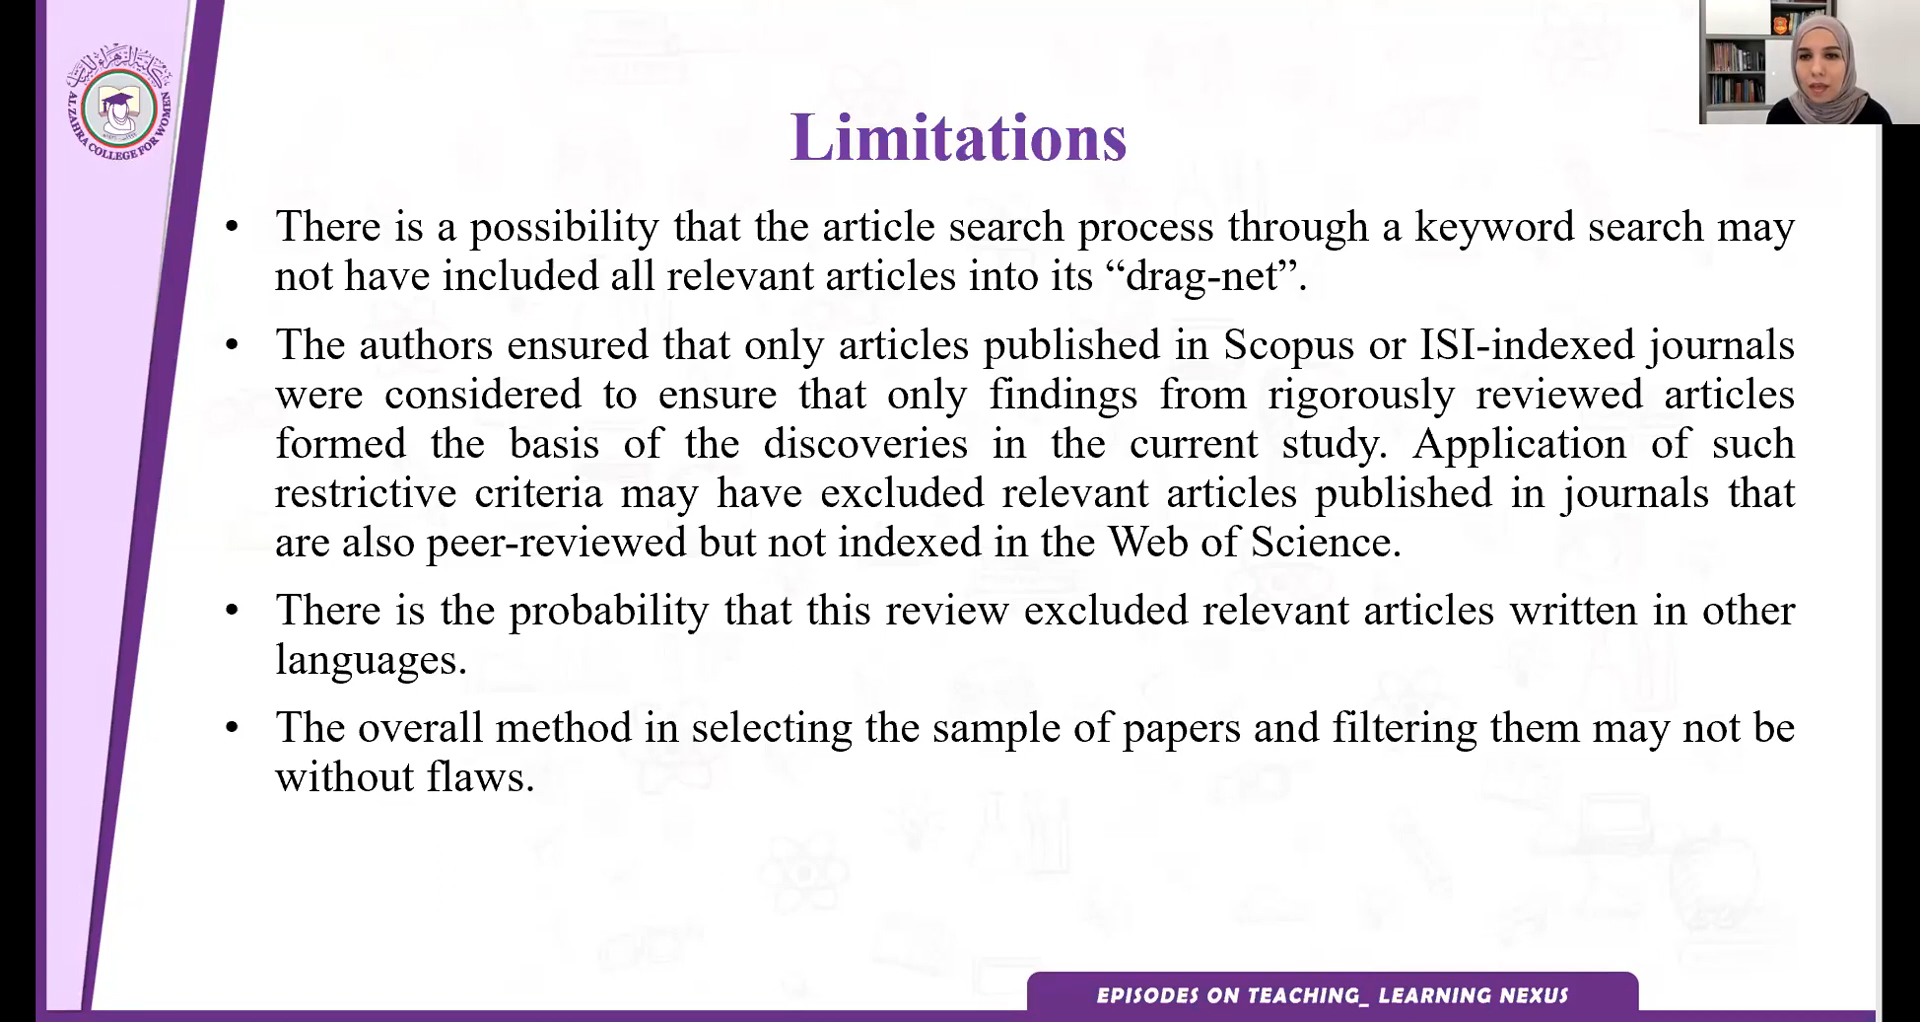 كلية الزهراء للبنات
AL ZAHRA COLLEGE FOR WOMEN
Limitations
• There is a possibility that the article search process through a keyword search may
not have included all relevant articles into its “drag-net”.
• The authors ensured that only articles published in Scopus or ISI-indexed journals
were considered to ensure that only findings from rigorously reviewed articles
formed the basis of the discoveries in the current study. Application of such
restrictive criteria may have excluded relevant articles published in journals that
are also peer-reviewed but not indexed in the Web of Science.
• There is the probability that this review excluded relevant articles written in other
languages.
• The overall method in selecting the sample of papers and filtering them may not be
without flaws.
EPISODES ON TEACHING_ LEARNING NEXUS